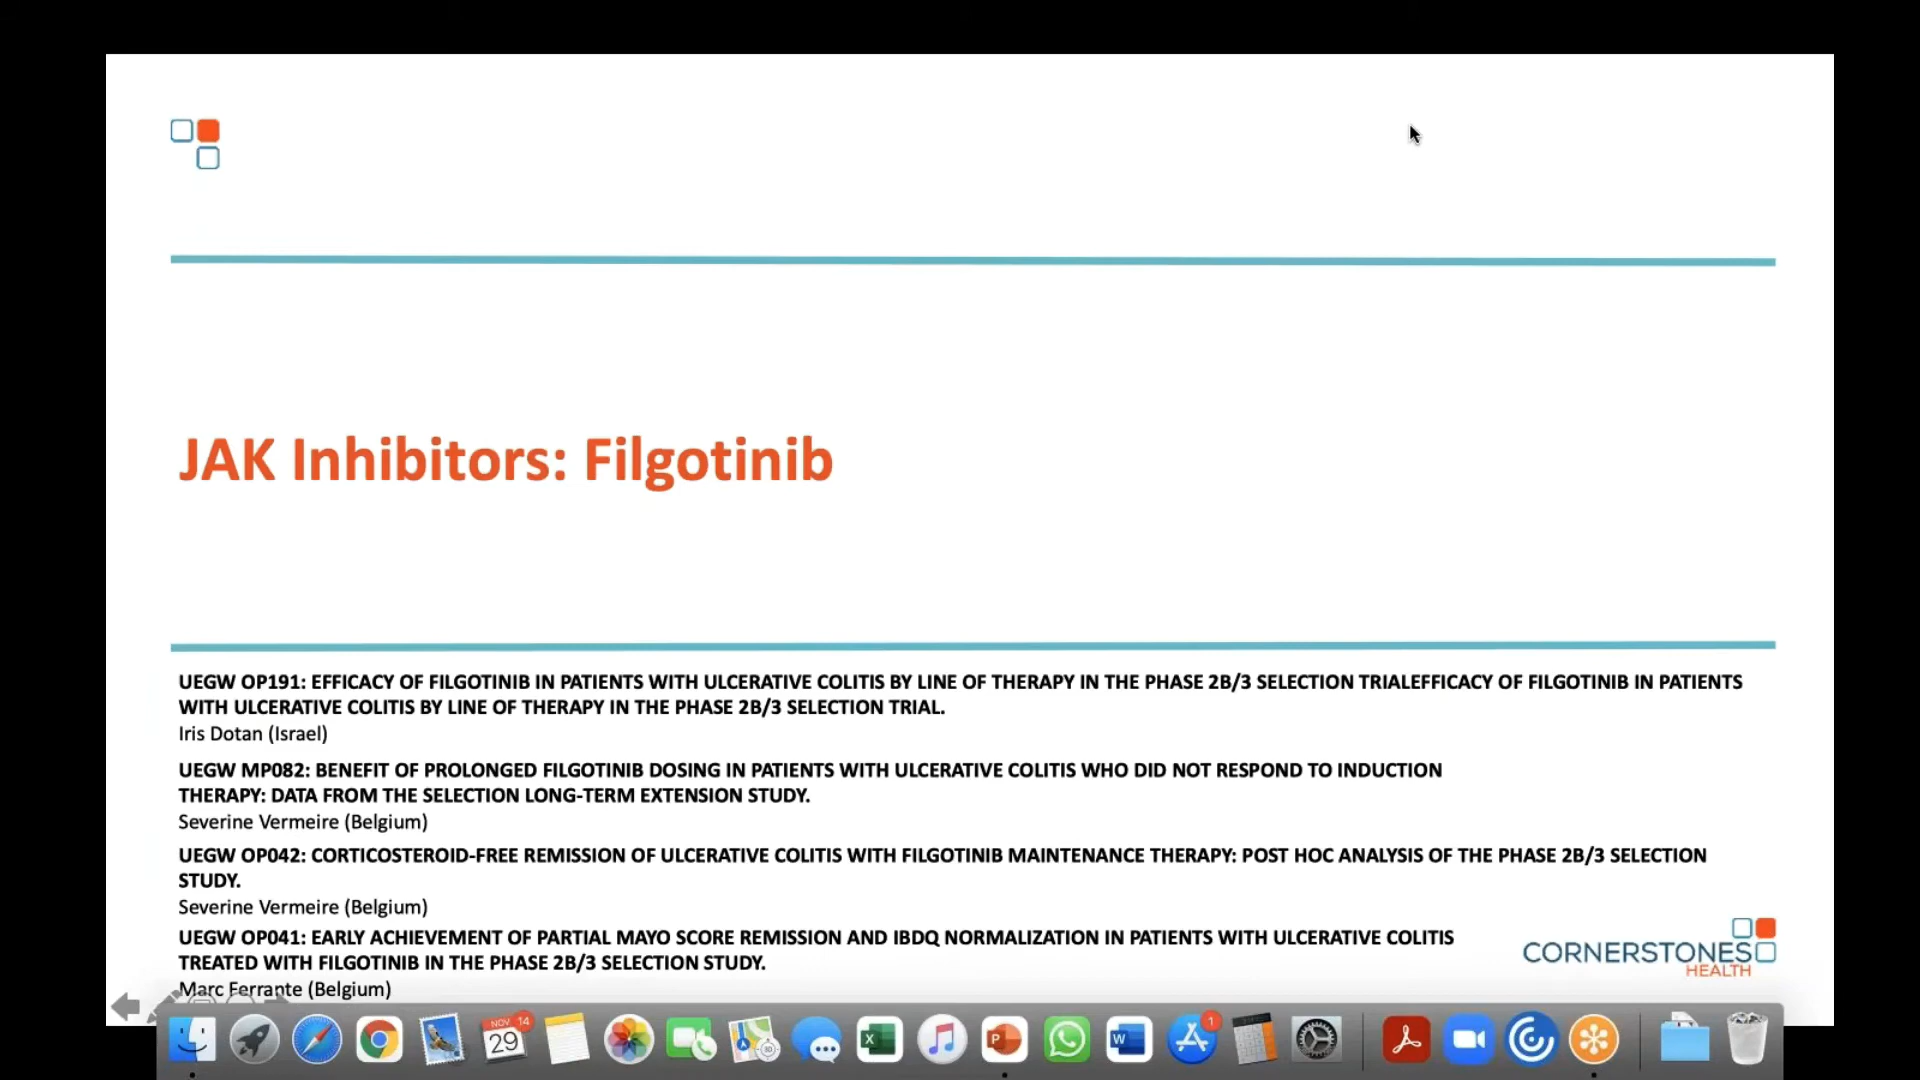 JAK Inhibitors: Filgotinib
UEGW OP191: EFFICACY OF FILGOTINIB IN PATIENTS WITH ULCERATIVE COLITIS BY LINE OF THERAPY IN THE PHASE 2B/3 SELECTION TRIALEFFICACY OF FILGOTINIB IN PATIENTS
WITH ULCERATIVE COLITIS BY LINE OF THERAPY IN THE PHASE 2B/3 SELECTION TRIAL.
Iris Dotan (Israel)
UEGW MP082: BENEFIT OF PROLONGED FILGOTINIB DOSING IN PATIENTS WITH ULCERATIVE COLITIS WHO DID NOT RESPOND TO INDUCTION
THERAPY: DATA FROM THE SELECTION LONG-TERM EXTENSION STUDY.
Severine Vermeire (Belgium)
UEGW OP042: CORTICOSTEROID-FREE REMISSION OF ULCERATIVE COLITIS WITH FILGOTINIB MAINTENANCE THERAPY: POST HOC ANALYSIS OF THE PHASE 2B/3 SELECTION
STUDY.
Severine Vermeire (Belgium)
UEGW OP041: EARLY ACHIEVEMENT OF PARTIAL MAYO SCORE REMISSION AND IBDQ NORMALIZATION IN PATIENTS WITH ULCERATIVE COLITIS
TREATED WITH FILGOTINIB IN THE PHASE 2B/3 SELECTION STUDY.
Marc Ferrante (Belgium)
CORNERSTONES
HEALTH
NOV
14
29
X
P
W
1